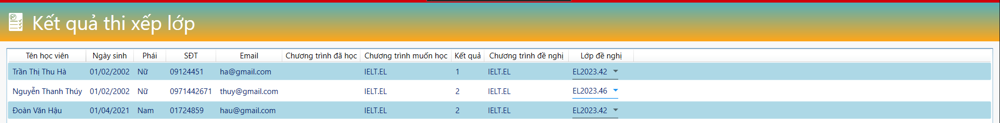 Kết quả thi xếp lớp
Tên học viên Ngày sinh Phái SĐT Email Chương trình đã học Chương trình muốn học Kết quả Chương trình đề nghị Lớp đề nghị
Trần Thị Thu Hà 01/02/2002 Nữ 09124451 ha@gmail.com IELT.EL 1 IELT.EL EL2023.42
Nguyễn Thanh Thúy 01/02/2002 Nữ 0971442671 thuy@gmail.com IELT.EL 2 IELT.EL EL2023.46
Đoàn Văn Hậu 01/04/2021 Nam 01724859 hau@gmail.com IELT.EL 2 IELT.EL EL2023.42